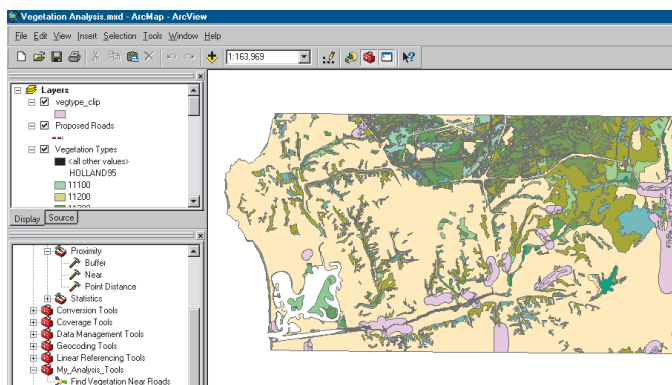 Vegetation Analysis.mxd - ArcMap - ArcView
File Edit View Insert Selection Tools Window Help
1:163,969
Layers
vegtype_clip
Proposed Roads
Vegetation Types
<all other values>
HOLLAND95
11100
11200
11300
Display Source
Proximity
Buffer
Near
Point Distance
Statistics
Conversion Tools
Coverage Tools
Data Management Tools
Geocoding Tools
Linear Referencing Tools
My_Analysis_Tools
Find Vegetation Near Roads